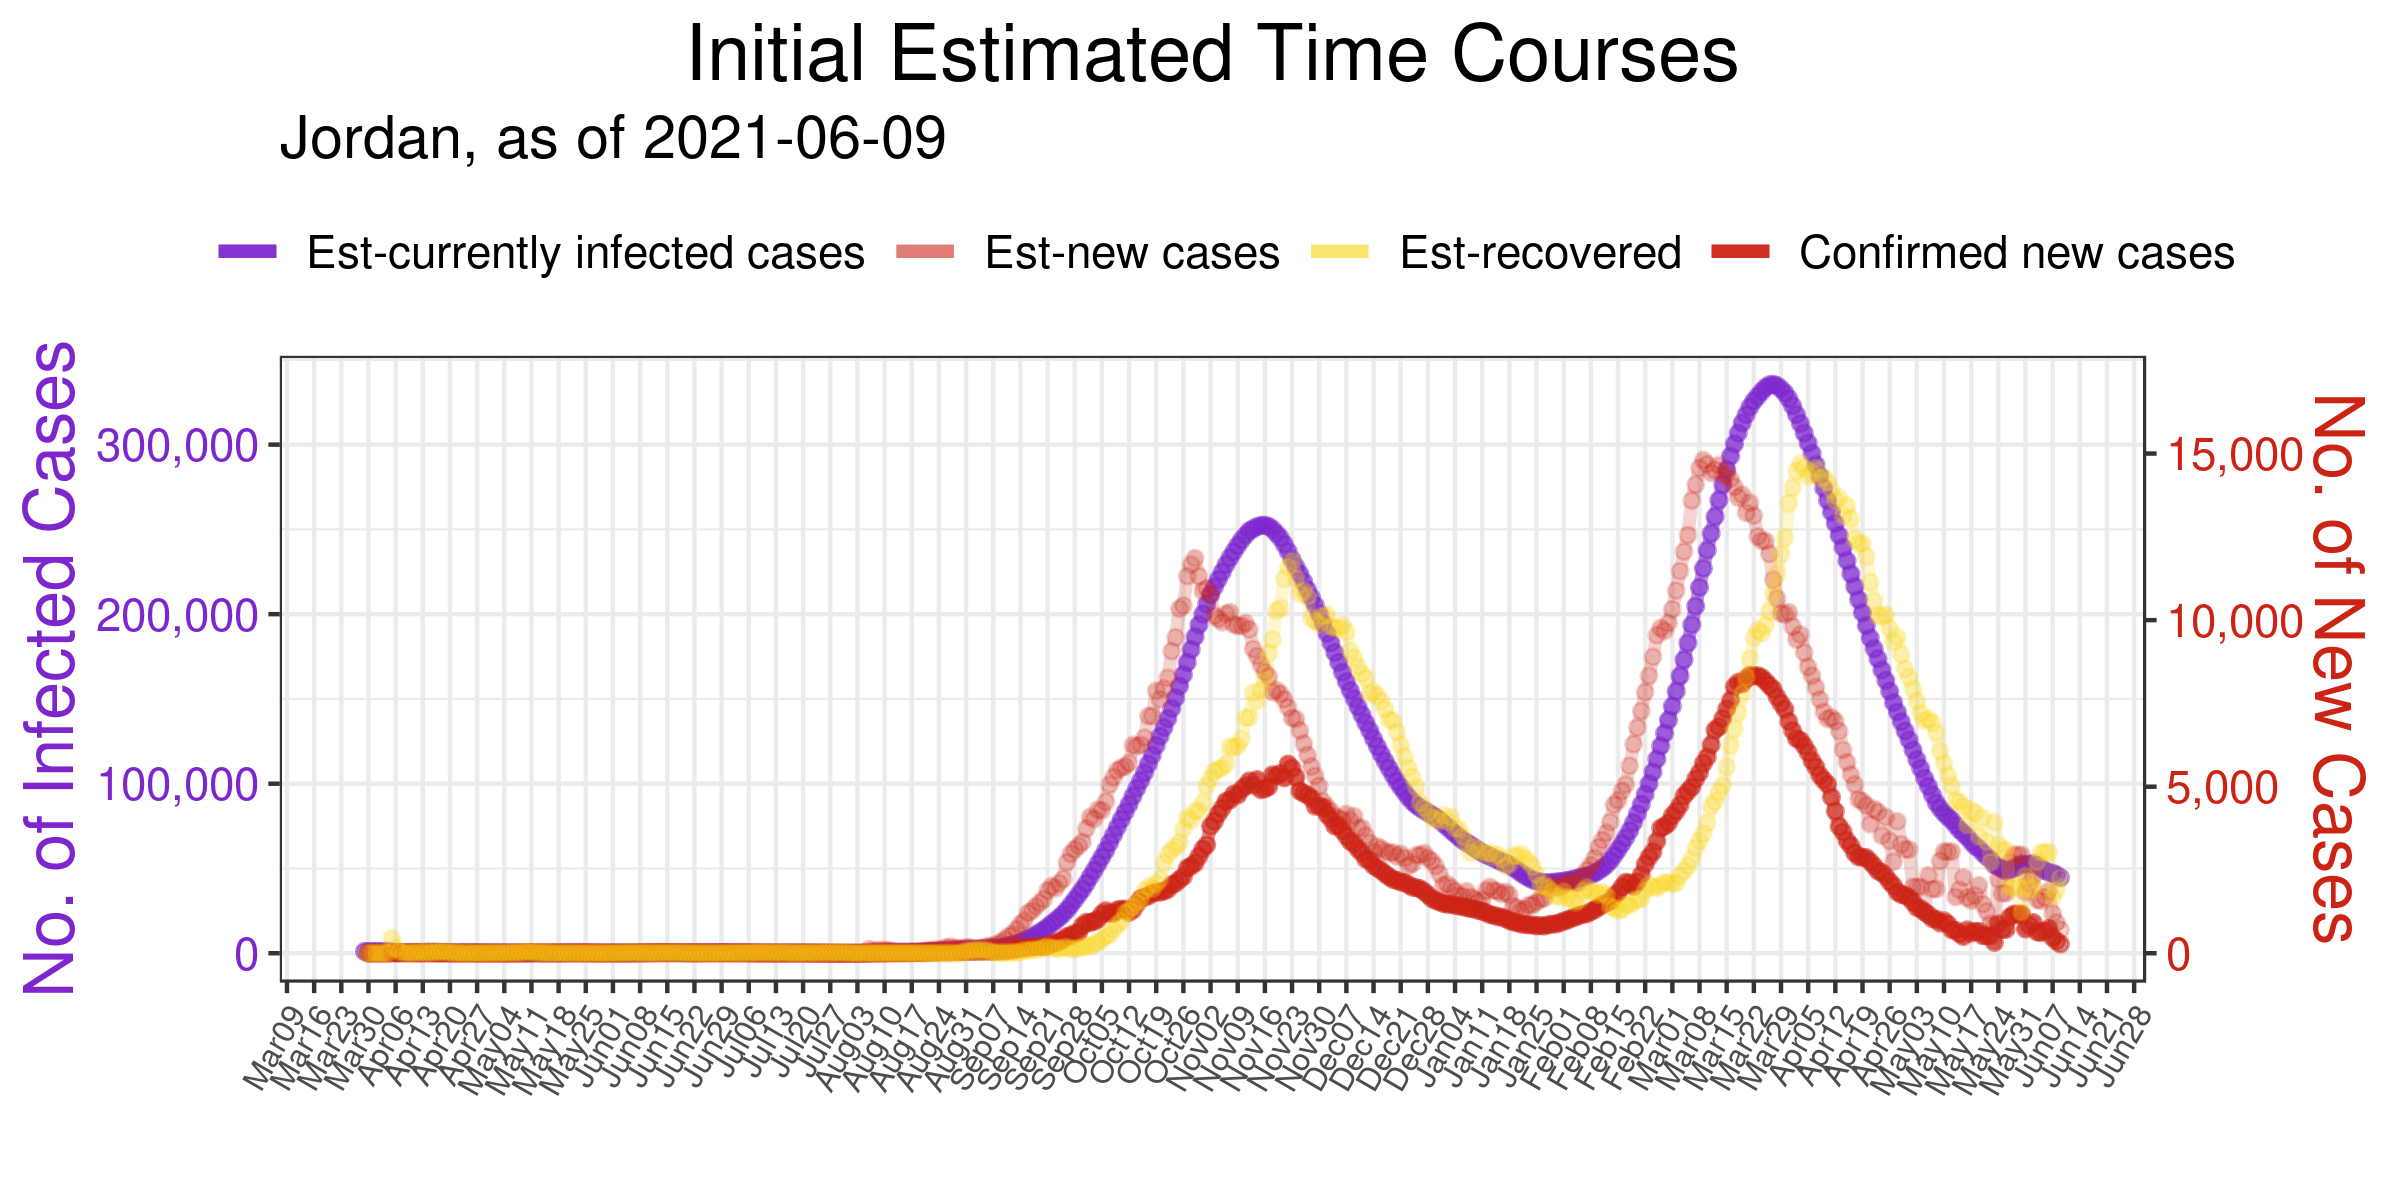 Initial Estimated Time Courses
Jordan, as of 2021-06-09
Est-currently infected cases Est-new cases Est-recovered Confirmed new cases
No. of Infected Cases
300,000
200,000
100,000
0
15,000
10,000
5,000
0
No. of New Cases
Mar09 Mar16 Mar23 Mar30 Apr06 Apr13 Apr20 Apr27 May04 May11 May18 May25 Jun01 Jun08 Jun15 Jun22 Jun29 Jul06 Jul13 Jul20 Jul27 Aug03 Aug10 Aug17 Aug24 Aug31 Sep07 Sep14 Sep21 Sep28 Oct05 Oct12 Oct19 Oct26 Nov02 Nov09 Nov16 Nov23 Nov30 Dec07 Dec14 Dec21 Dec28 Jan04 Jan11 Jan18 Jan25 Feb01 Feb08 Feb15 Feb22 Mar01 Mar08 Mar15 Mar22 Mar29 Apr05 Apr12 Apr19 Apr26 May03 May10 May17 May24 May31 Jun07 Jun14 Jun21 Jun28